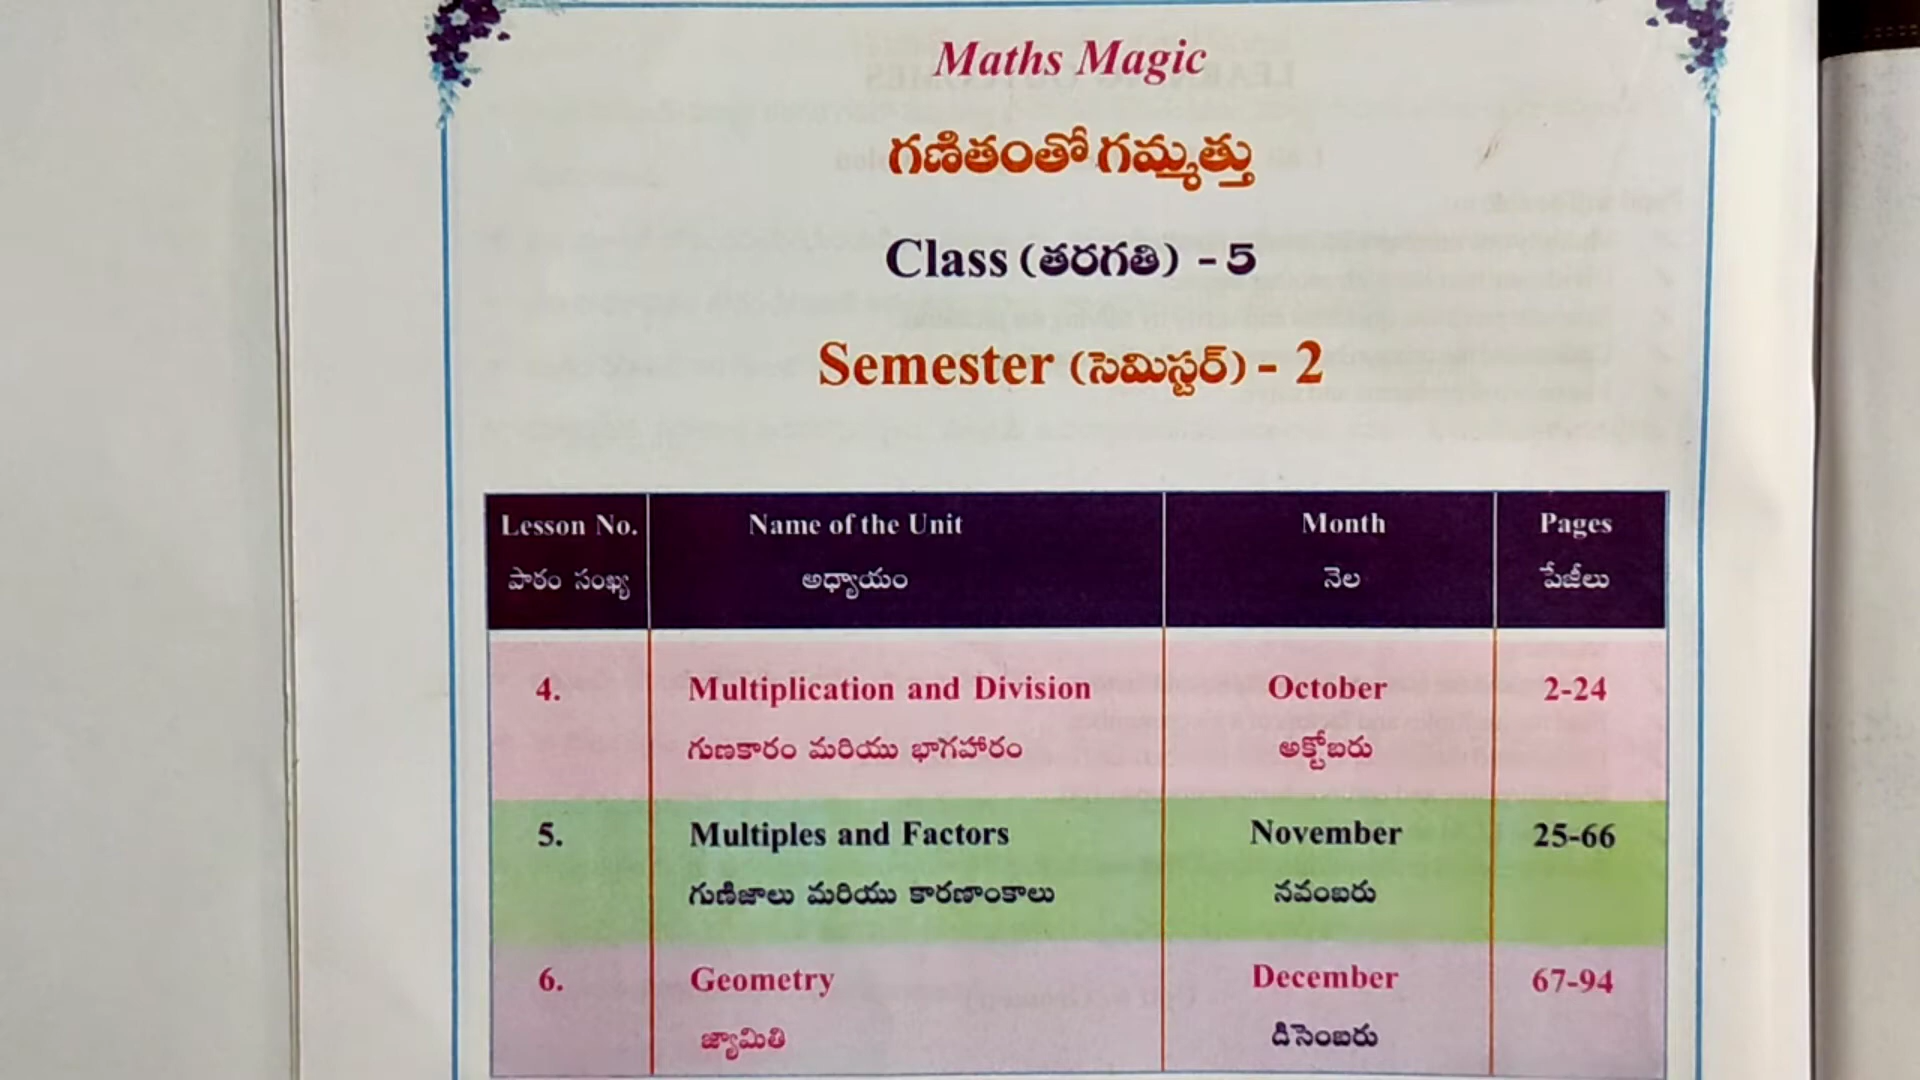 Maths Magic
గణితంతో గమ్మత్తు
Class (తరగతి) - 5
Semester (సెమిస్టర్) - 2
Lesson No. Name of the Unit Month Pages
పాఠం సంఖ్య అధ్యాయం నెల పేజీలు
4. Multiplication and Division October 2-24
గుణకారం మరియు భాగహారం అక్టోబరు
5. Multiples and Factors November 25-66
గుణిజాలు మరియు కారణాంకాలు నవంబరు
6. Geometry December 67-94
జ్యామితి డిసెంబరు